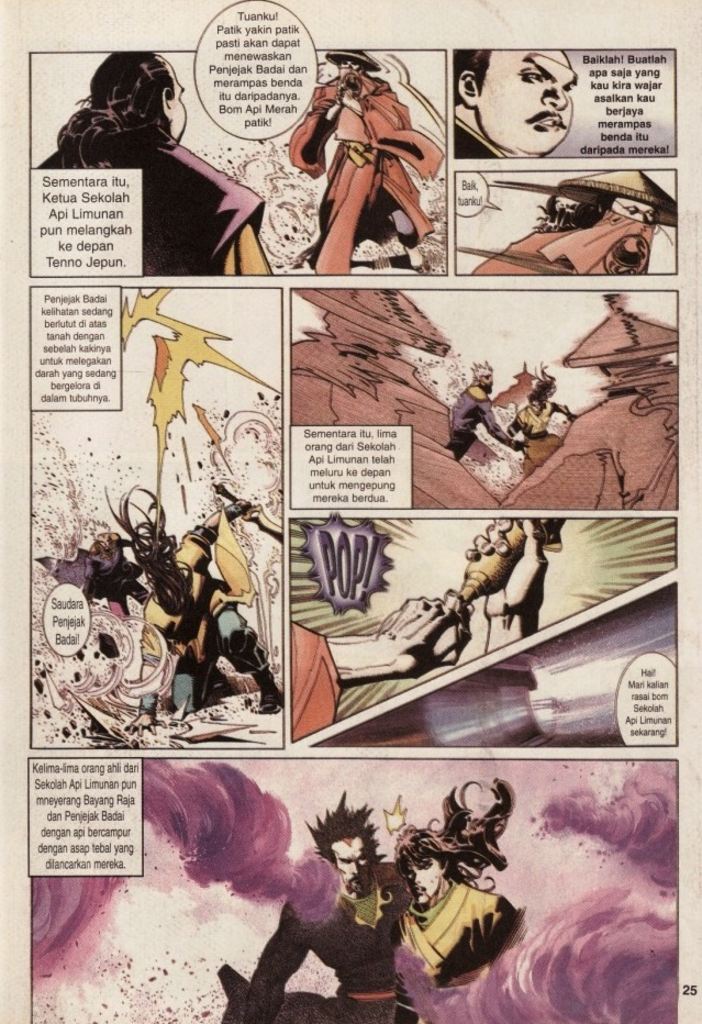 Tuanku!
Patik yakin patik
pasti akan dapat
menewaskan
Penjejak Badai dan
merampas benda
itu daripadanya.
Bom Api Merah
patik!
Sementara itu,
Ketua Sekolah
Api Limunan
pun melangkah
ke depan
Tenno Jepun.
Baiklah! Buatlah
apa saja yang
kau kira wajar
asalkan kau
berjaya
merampas
benda itu
daripada mereka!
Baik,
tuanku!
Penjejak Badai
kelihatan sedang
berlutut di atas
tanah dengan
sebelah kakinya
untuk melegakan
darah yang sedang
bergelora di
dalam tubuhnya.
Saudara
Penjejak
Badai!
Sementara itu, lima
orang dari Sekolah
Api Limunan telah
meluru ke depan
untuk mengepung
mereka berdua.
POP!
Hai!
Mari kalian
rasai bom
Sekolah
Api Limunan
sekarang!
Kelima-lima orang ahli dari
Sekolah Api Limunan pun
mneyerang Bayang Raja
dan Penjejak Badai
dengan api bercampur
dengan asap tebal yang
dilancarkan mereka.
25